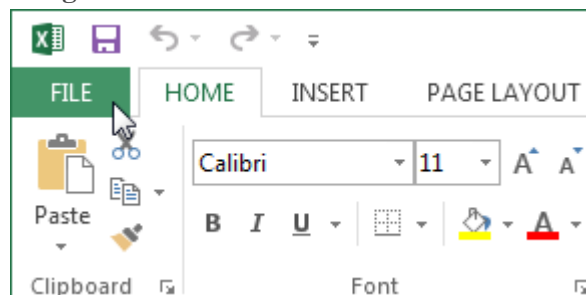 FILE HOME INSERT PAGE LAYOUT
Calibri 11 A A
Paste B I U A
Clipboard Font